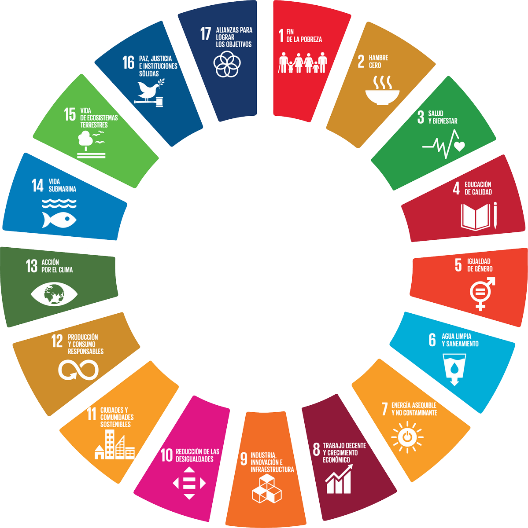 1 FIN
DE LA POBREZA
2 HAMBRE
CERO
3 SALUD
Y BIENESTAR
4 EDUCACIÓN
DE CALIDAD
5 IGUALDAD
DE GÉNERO
6 AGUA LIMPIA
Y SANEAMIENTO
7 ENERGÍA ASEQUIBLE
Y NO CONTAMINANTE
8 TRABAJO DECENTE
Y CRECIMIENTO
ECONÓMICO
9 INDUSTRIA,
INNOVACIÓN E
INFRAESTRUCTURA
10 REDUCCIÓN DE LAS
DESIGUALDADES
11 CIUDADES Y
COMUNIDADES
SOSTENIBLES
12 PRODUCCIÓN
Y CONSUMO
RESPONSABLES
13 ACCIÓN
POR EL CLIMA
14 VIDA
SUBMARINA
15 VIDA
DE ECOSISTEMAS
TERRESTRES
16 PAZ, JUSTICIA
E INSTITUCIONES
SÓLIDAS
17 ALIANZAS PARA
LOGRAR
LOS OBJETIVOS